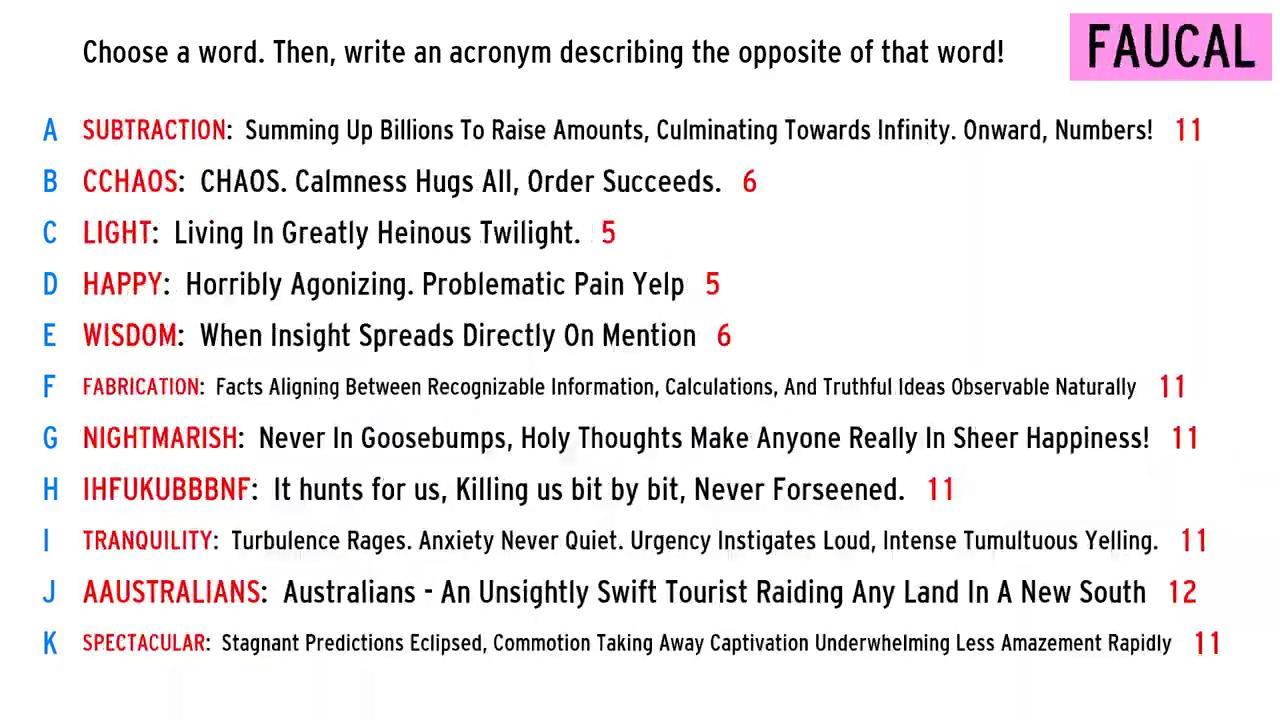 Choose a word. Then, write an acronym describing the opposite of that word!
FAUCAL
A SUBTRACTION: Summing Up Billions To Raise Amounts, Culminating Towards Infinity. Onward, Numbers! 11
B CCHAOS: CHAOS. Calmness Hugs All, Order Succeeds. 6
C LIGHT: Living In Greatly Heinous Twilight. 5
D HAPPY: Horribly Agonizing. Problematic Pain Yelp 5
E WISDOM: When Insight Spreads Directly On Mention 6
F FABRICATION: Facts Aligning Between Recognizable Information, Calculations, And Truthful Ideas Observable Naturally 11
G NIGHTMARISH: Never In Goosebumps, Holy Thoughts Make Anyone Really In Sheer Happiness! 11
H IHFUKUBBBNF: It hunts for us, Killing us bit by bit, Never Forseened. 11
I TRANQUILITY: Turbulence Rages. Anxiety Never Quiet. Urgency Instigates Loud, Intense Tumultuous Yelling. 11
J AAUSTRALIANS: Australians - An Unsightly Swift Tourist Raiding Any Land In A New South 12
K SPECTACULAR: Stagnant Predictions Eclipsed, Commotion Taking Away Captivation Underwhelming Less Amazement Rapidly 11